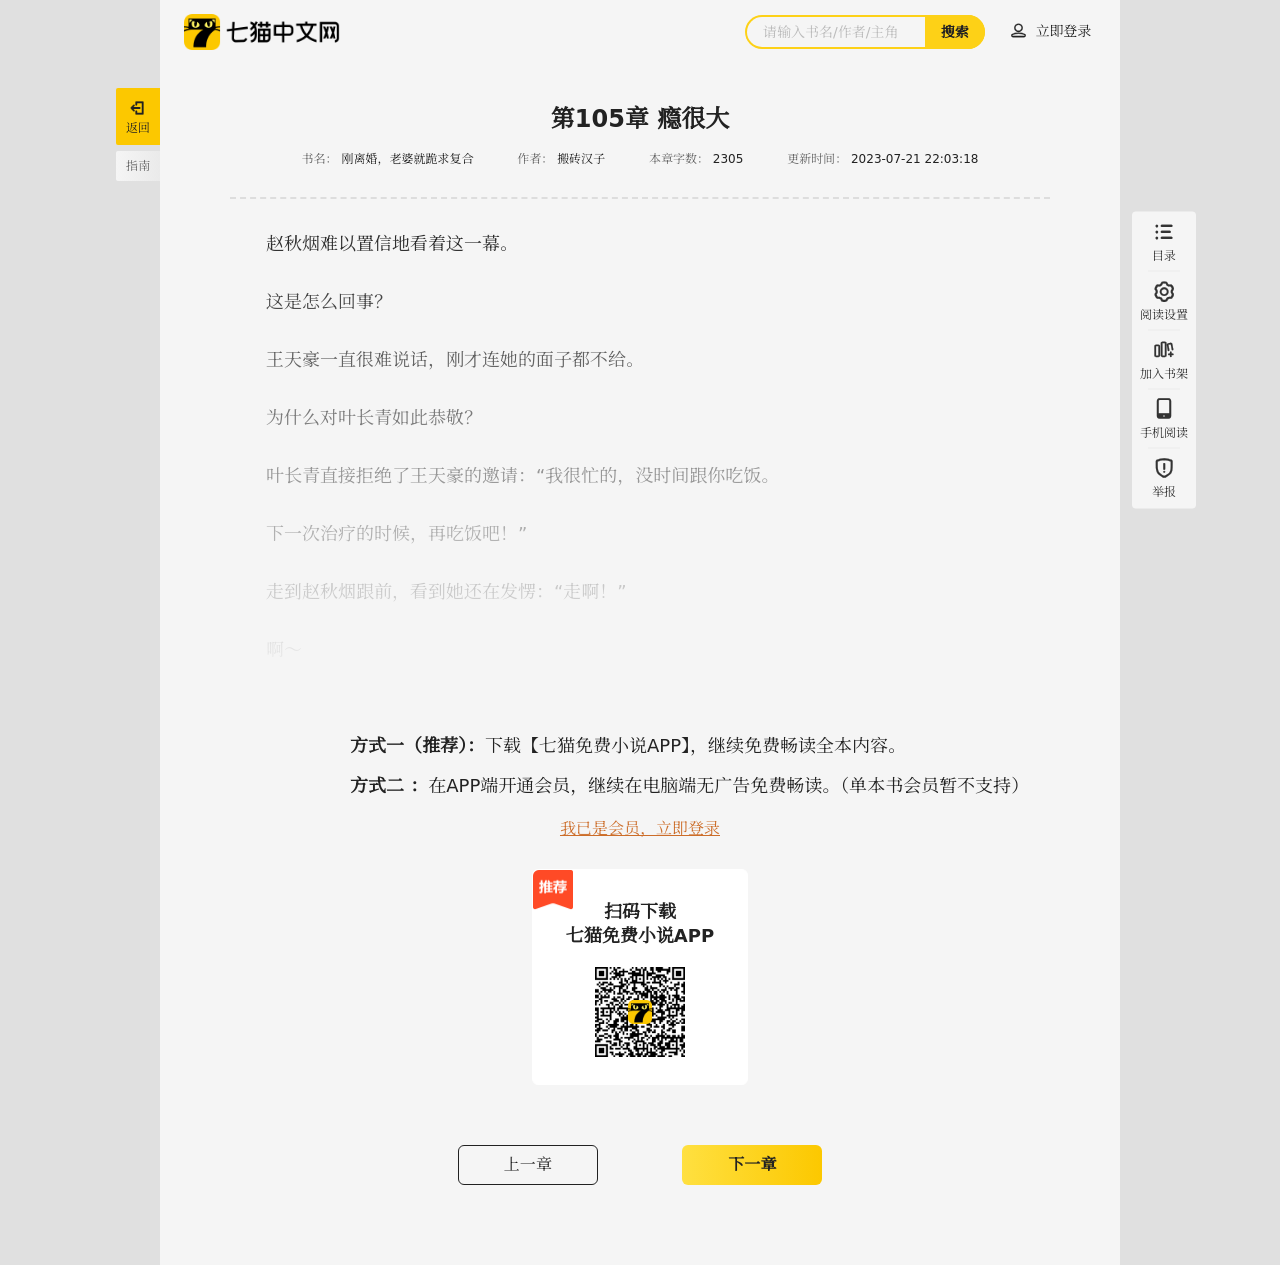 七猫中文网
请输入书名/作者/主角
搜索
立即登录
返回
指南
第105章 瘾很大
书名： 刚离婚，老婆就跪求复合 作者： 搬砖汉子 本章字数： 2305 更新时间： 2023-07-21 22:03:18
赵秋烟难以置信地看着这一幕。
这是怎么回事？
王天豪一直很难说话，刚才连她的面子都不给。
为什么对叶长青如此恭敬？
叶长青直接拒绝了王天豪的邀请：“我很忙的，没时间跟你吃饭。
下一次治疗的时候，再吃饭吧！”
走到赵秋烟跟前，看到她还在发愣：“走啊！”
啊～
目录
阅读设置
加入书架
手机阅读
举报
方式一（推荐）：下载【七猫免费小说APP】，继续免费畅读全本内容。
方式二 ：在APP端开通会员，继续在电脑端无广告免费畅读。（单本书会员暂不支持）
我已是会员，立即登录
推荐
扫码下载
七猫免费小说APP
上一章
下一章